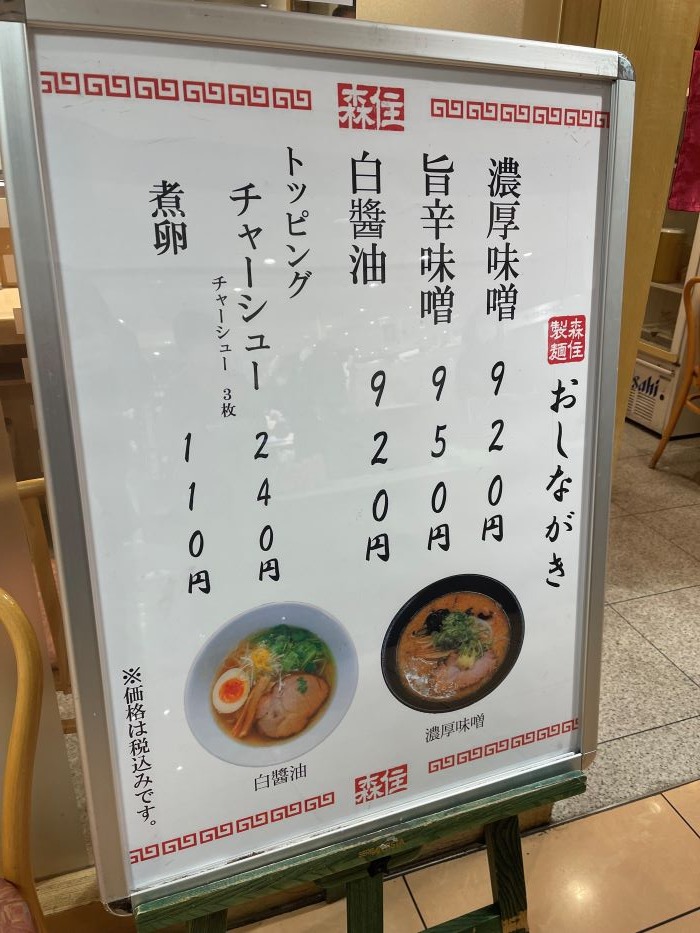 森住
森住製麺
おしながき
濃厚味噌 920円
旨辛味噌 950円
白醬油 920円
トッピング
チャーシュー 240円
チャーシュー 3枚
煮卵 110円
濃厚味噌
白醬油
※価格は税込みです。
森住
Asahi